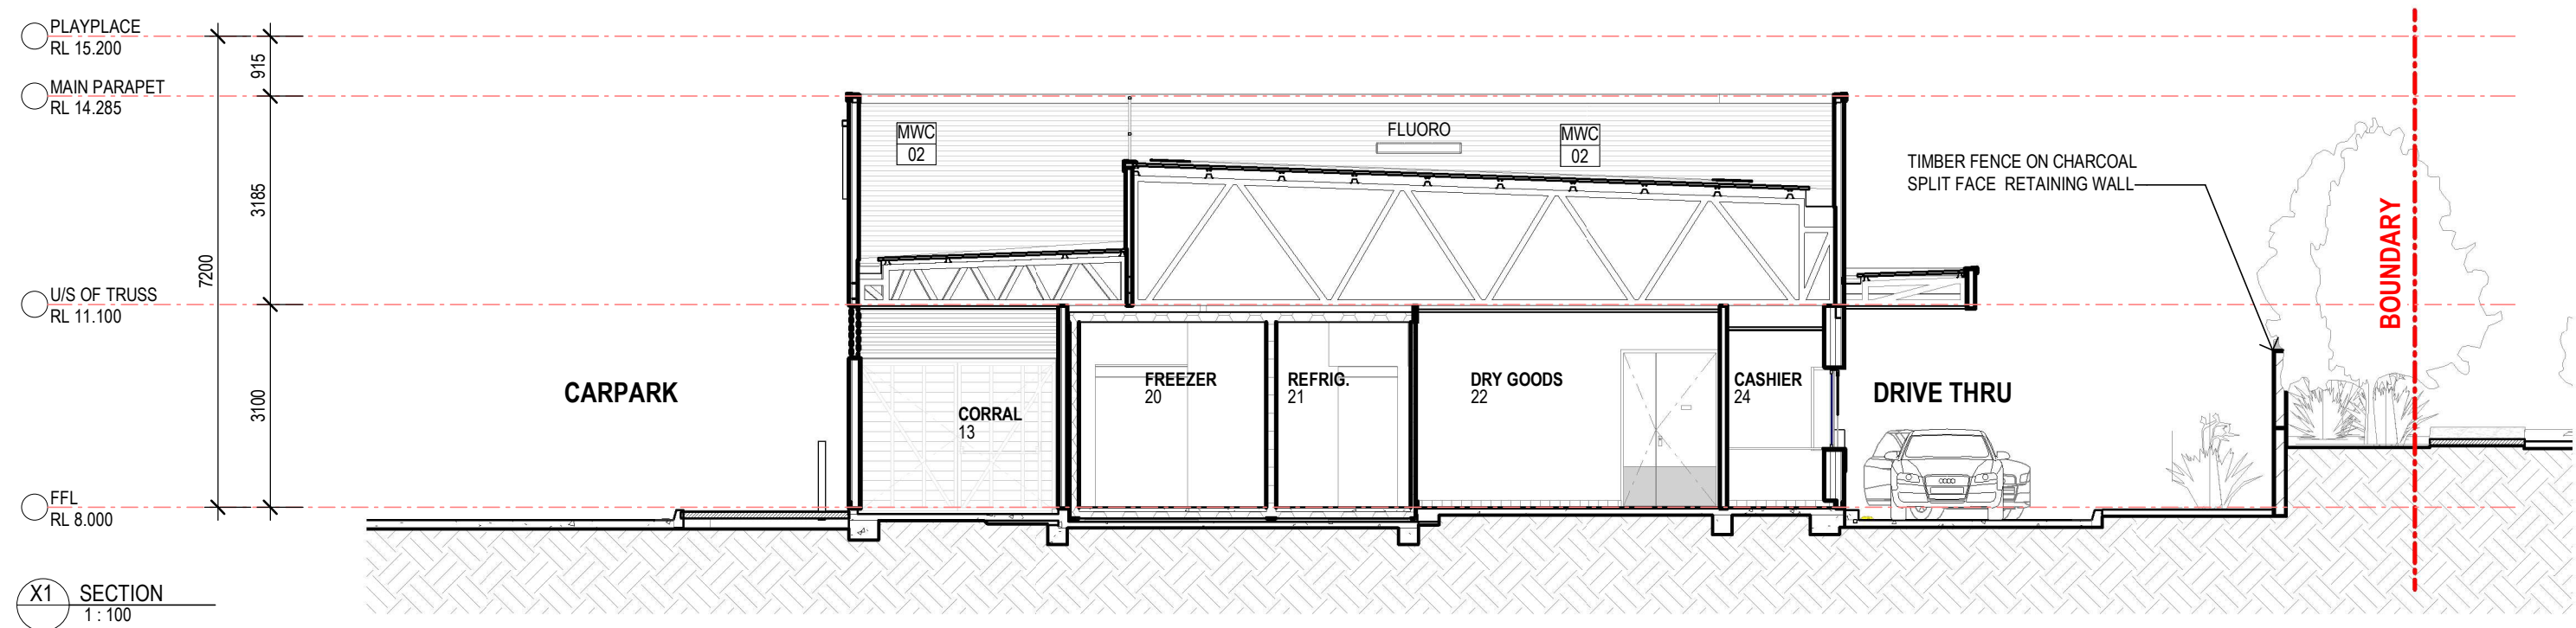 PLAYPLACE
RL 15.200
915
MAIN PARAPET
RL 14.285
MWC
02
FLUORO
MWC
02
TIMBER FENCE ON CHARCOAL
SPLIT FACE RETAINING WALL
3185
7200
BOUNDARY
U/S OF TRUSS
RL 11.100
3100
CARPARK
CORRAL
13
FREEZER
20
REFRIG.
21
DRY GOODS
22
CASHIER
24
DRIVE THRU
FFL
RL 8.000
X1 SECTION
1 : 100